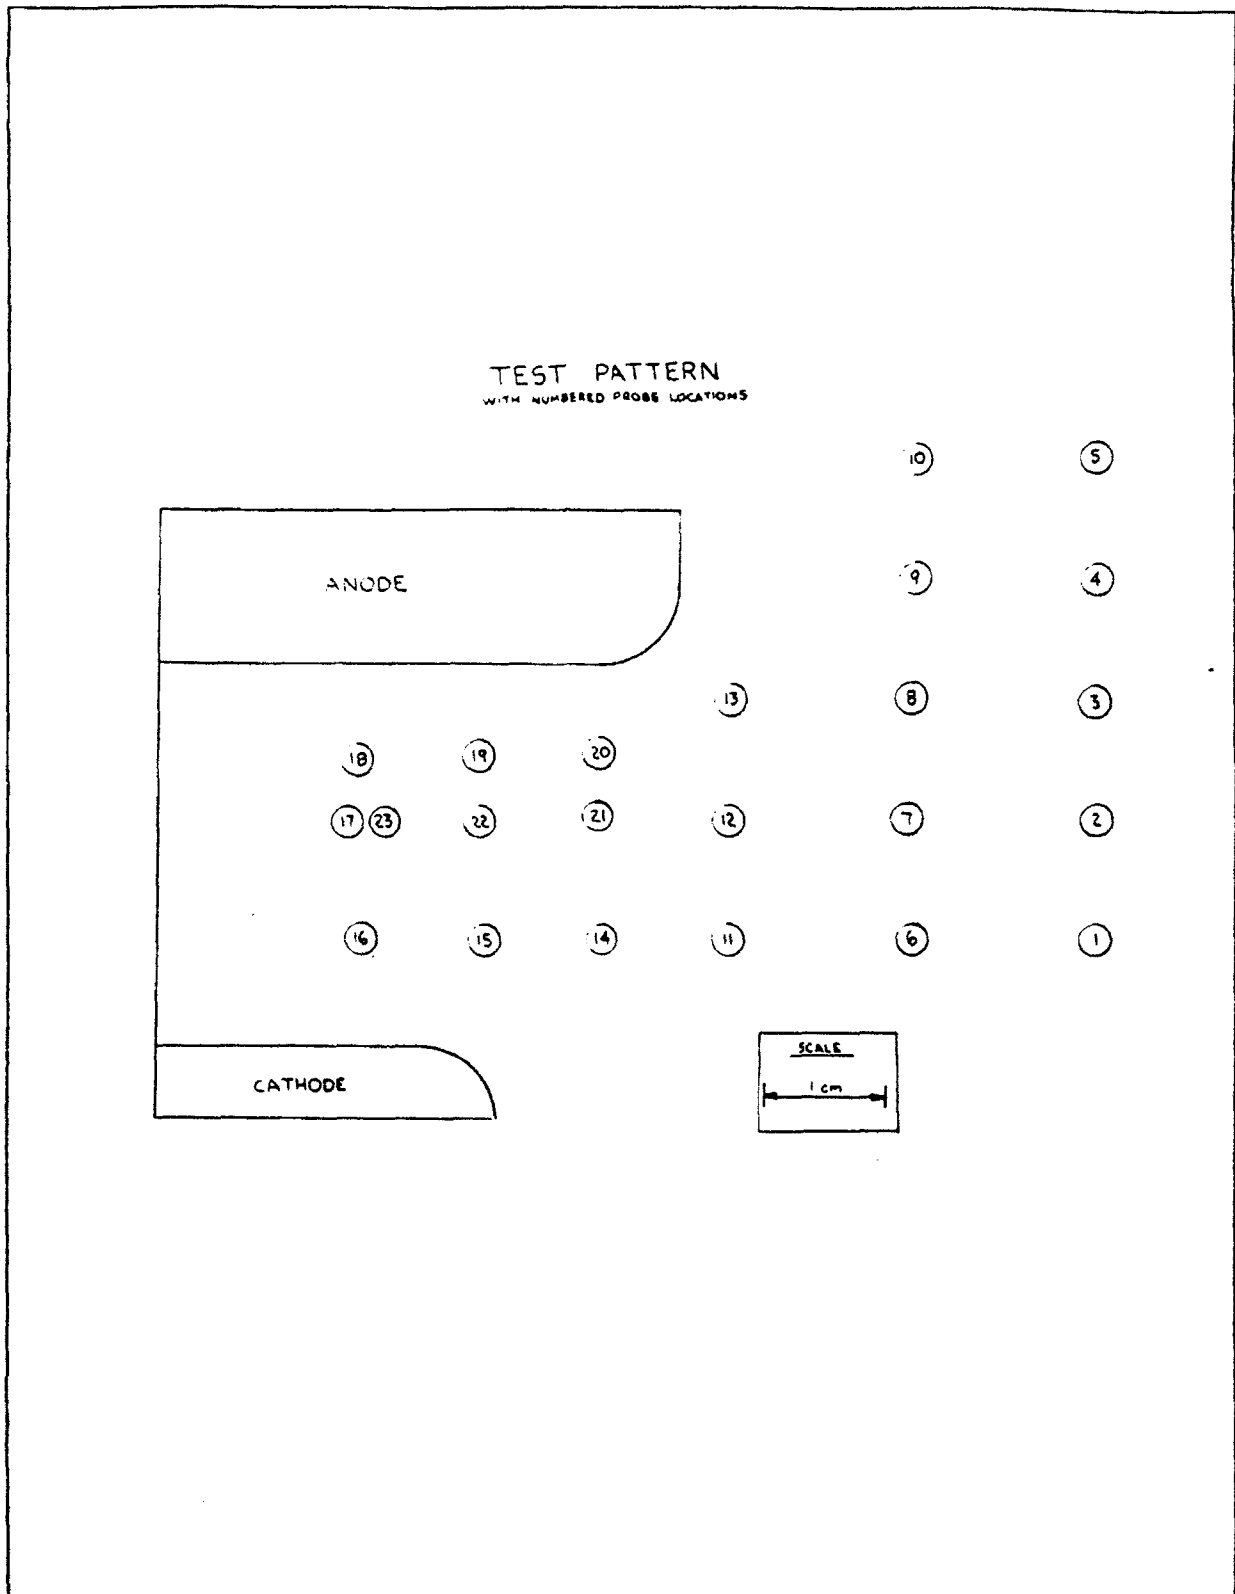 TEST PATTERN
WITH NUMBERED PROBE LOCATIONS
10 5
ANODE 9 4
13 8 3
18 19 20
17 23 22 21 12 7 2
16 15 14 11 6 1
SCALE
CATHODE 1 cm